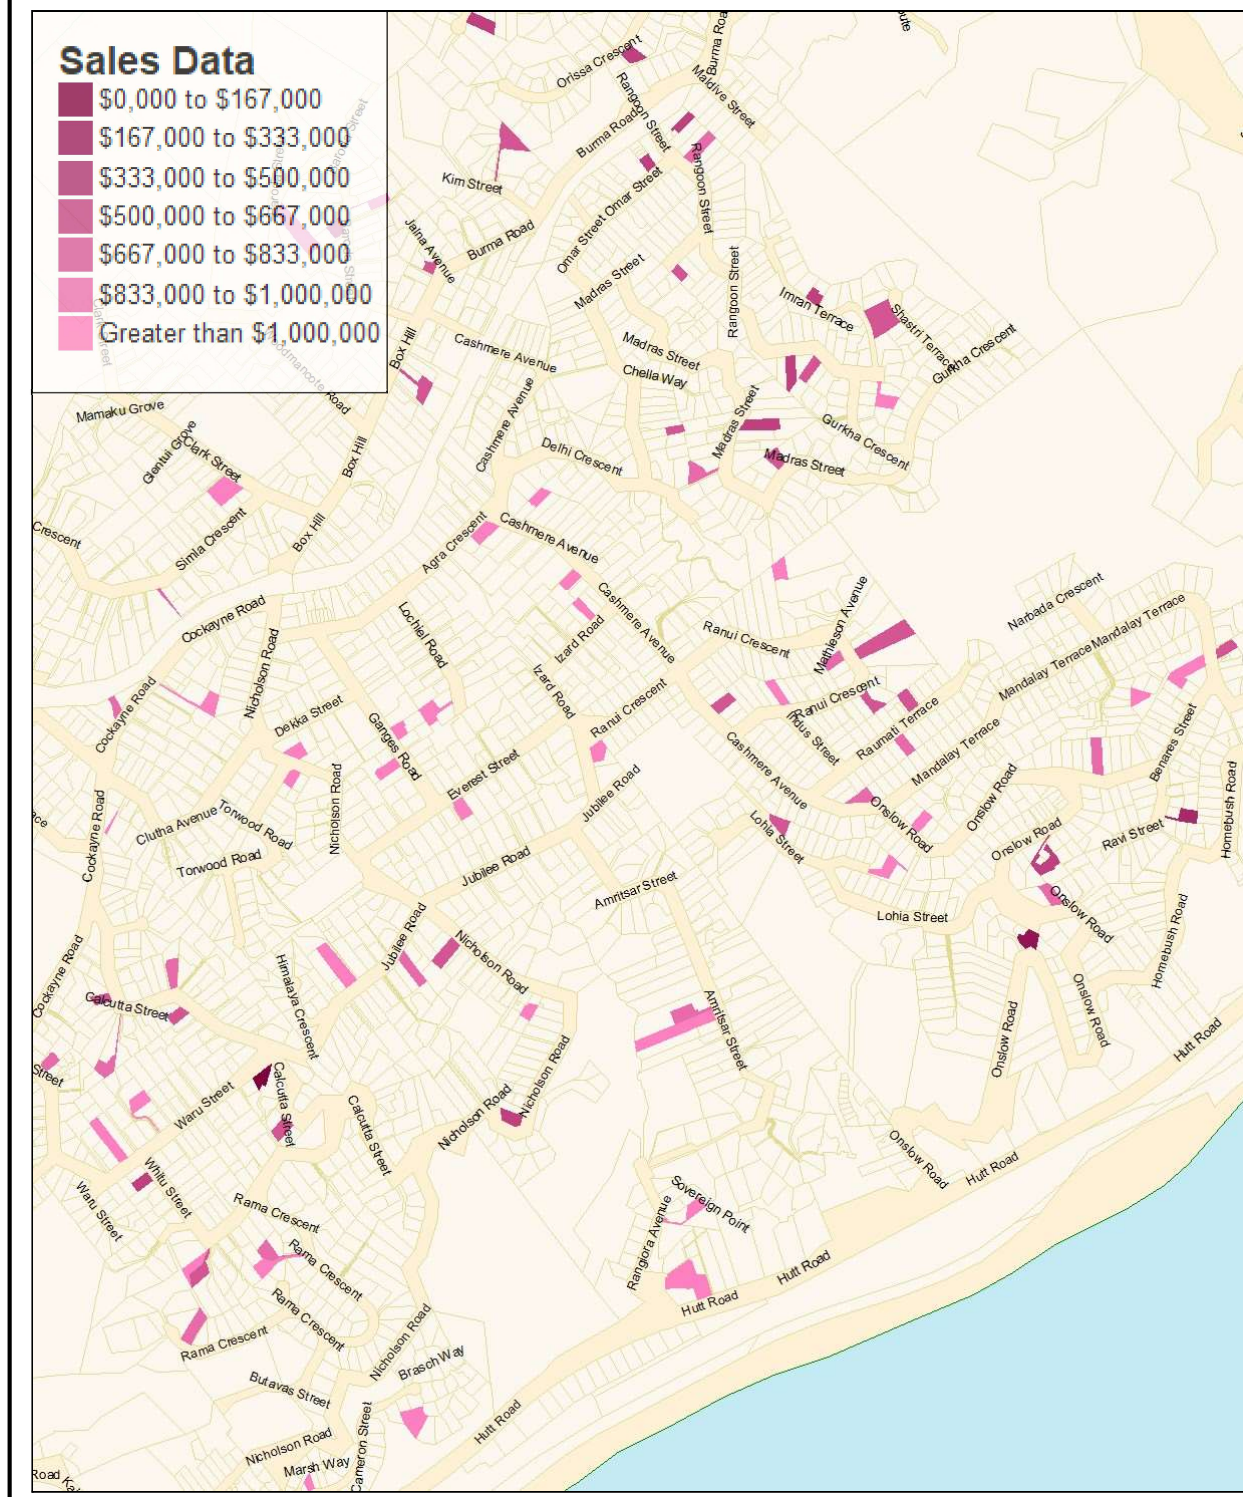 Sales Data
$0,000 to $167,000
$167,000 to $333,000
$333,000 to $500,000
$500,000 to $667,000
$667,000 to $833,000
$833,000 to $1,000,000
Greater than $1,000,000
Orissa Crescent
Burma Roa
Maldive Street
Rangoon Street
Burma Road
Kim Street
Omar Street
Rangoon Street
Jalna Avenue
Burma Road
Omar Street
Madras Street
Rangoon Street
Imran Terrace
Shastri Terrace
Gurkha Crescent
Box Hill
Cashmere Avenue
Madras Street
Chella Way
Road
Mamaku Grove
Clark Street
Box Hill
Cashmere Avenue
Delhi Crescent
Madras Street
Madras Street
Gurkha Crescent
Crescent
Simla Crescent
Box Hill
Agra Crescent
Cashmere Avenue
Cockayne Road
Nicholson Road
Lochiel Road
Izard Road
Cashmere Avenue
Ranui Crescent
Mathieson Avenue
Narbada Crescent
Mandalay Terrace
Mandalay Terrace
Cockayne Road
Dekka Street
Ganges Road
Izard Road
Ranui Crescent
Ranui Crescent
Indus Street
Raumati Terrace
Mandalay Terrace
Benares Street
Everest Street
Jubilee Road
Cashmere Avenue
Nicholson Road
Cockayne Road
Clutha Avenue
Torwood Road
Torwood Road
Jubilee Road
Lohia Street
Onslow Road
Onslow Road
Onslow Road
Ravi Street
Homebush Road
Amritsar Street
Lohia Street
Onslow Road
Homebush Road
Cockayne Road
Calcutta Street
Himalaya Crescent
Jubilee Road
Nicholson Road
Amritsar Street
Onslow Road
Onslow Road
Hutt Road
Street
Waru Street
Calcutta Street
Calcutta Street
Nicholson Road
Nicholson Road
Onslow Road
Hutt Road
Waru Street
Whitu Street
Rama Crescent
Rama Crescent
Rama Crescent
Rama Crescent
Sovereign Point
Rangiora Avenue
Hutt Road
Hutt Road
Nicholson Road
Brasch Way
Butavas Street
Nicholson Road
Cameron Street
Hutt Road
Marsh Way
Road